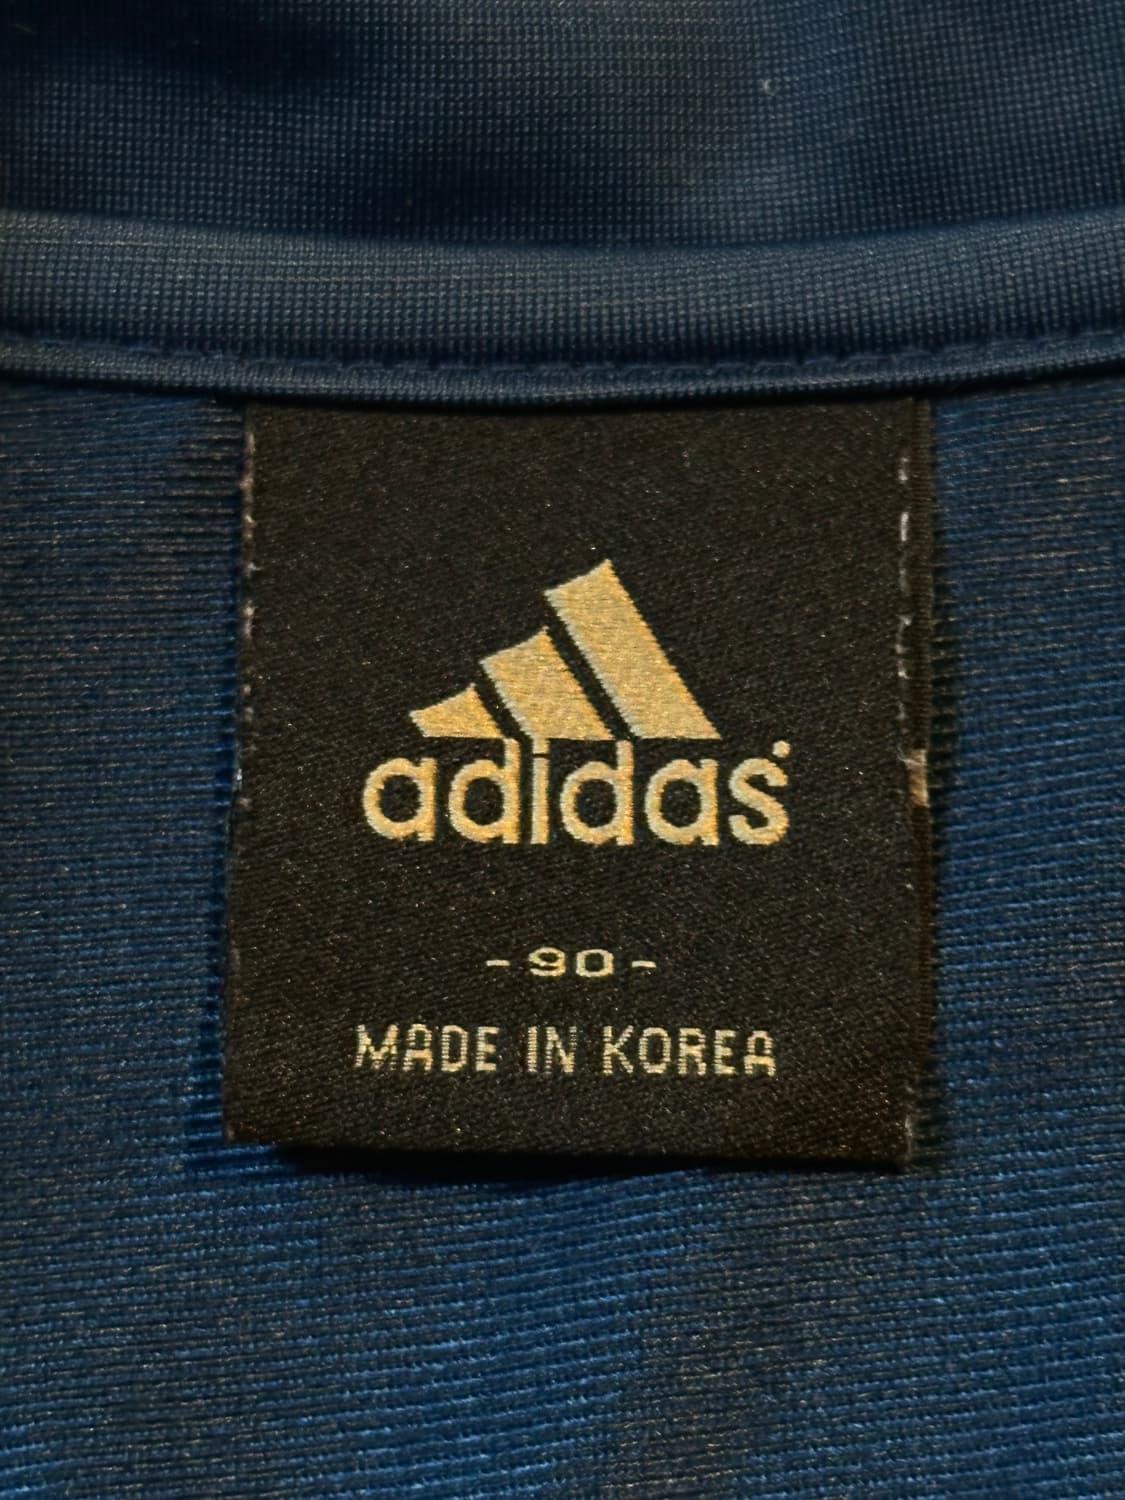 adidas
- 90 -
MADE IN KOREA